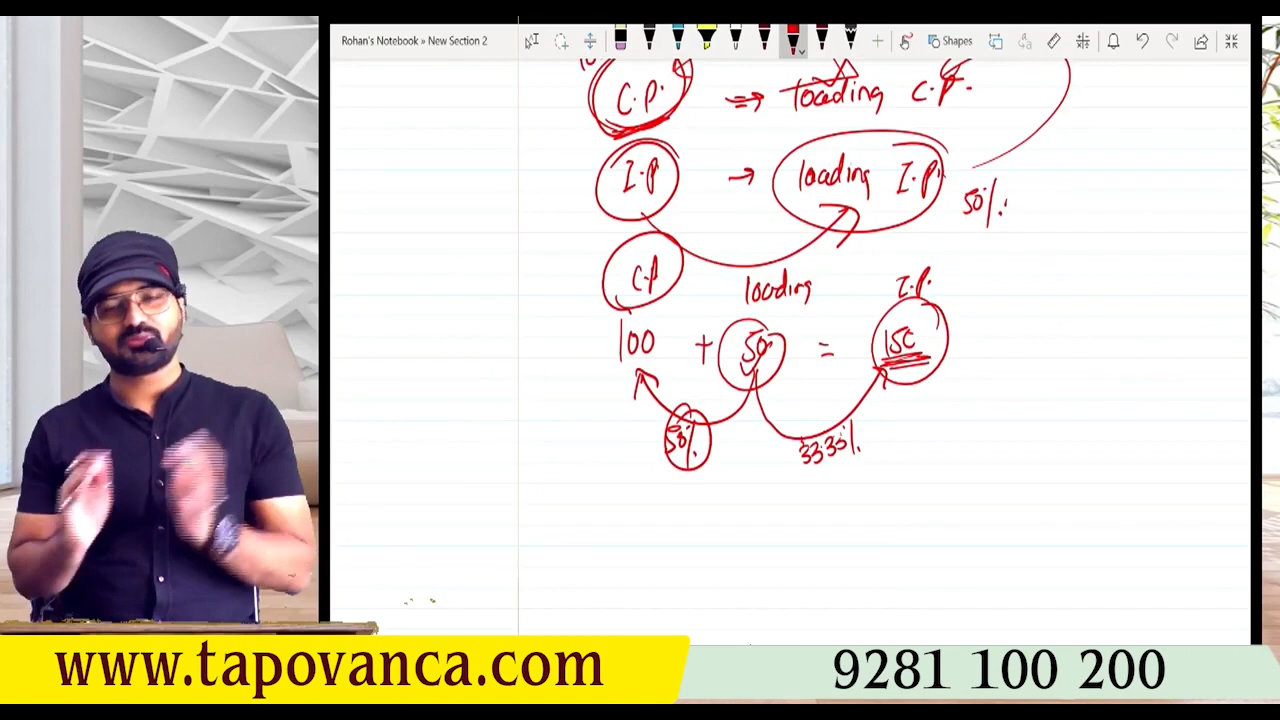 Rohan's Notebook » New Section 2
Shapes
C.P. ⇒ loading C.P.
I.P → loading I.P.
50%.
C.P loading I.P.
100 + 50 = 150
50%. 33.33%.
www.tapovanca.com
9281 100 200